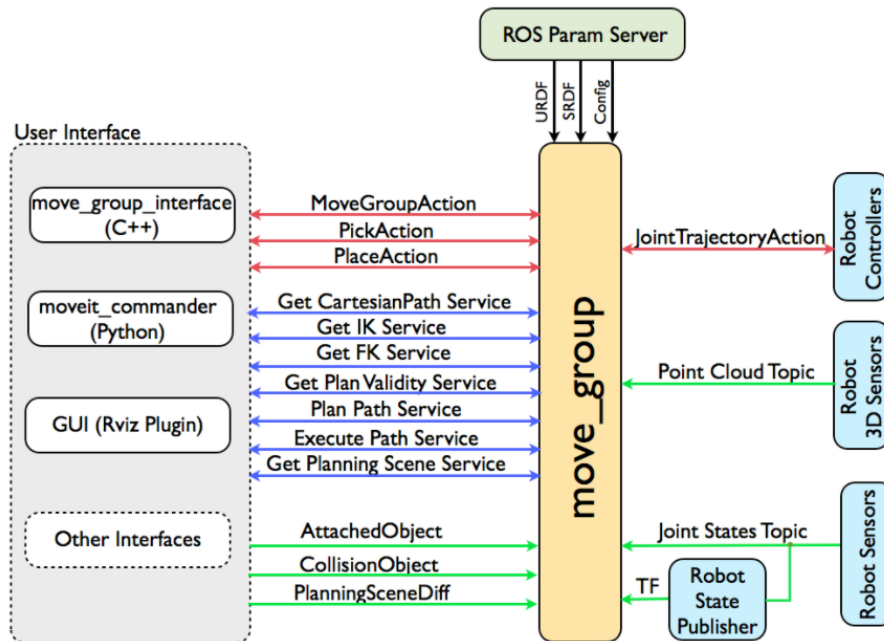 ROS Param Server
URDF
SRDF
Config
User Interface
move_group_interface
(C++)
moveit_commander
(Python)
GUI (Rviz Plugin)
Other Interfaces
MoveGroupAction
PickAction
PlaceAction
Get CartesianPath Service
Get IK Service
Get FK Service
Get Plan Validity Service
Plan Path Service
Execute Path Service
Get Planning Scene Service
AttachedObject
CollisionObject
PlanningSceneDiff
move_group
JointTrajectoryAction
Robot
Controllers
Point Cloud Topic
Robot
3D Sensors
Joint States Topic
Robot Sensors
TF
Robot
State
Publisher